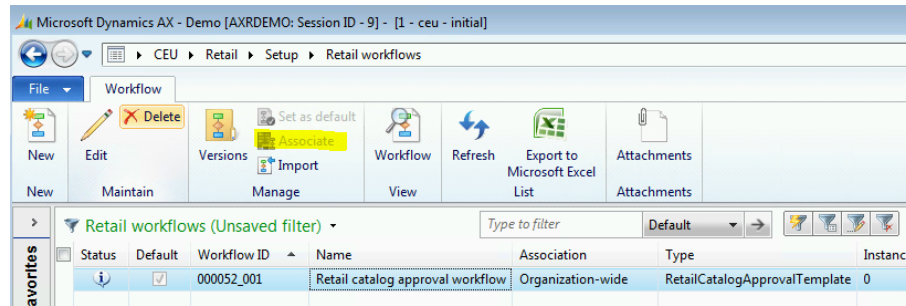 Microsoft Dynamics AX - Demo [AXRDEMO: Session ID - 9] - [1 - ceu - initial]
CEU Retail Setup Retail workflows
File Workflow
New
Edit
Delete
Versions
Set as default
Associate
Import
Workflow
Refresh
Export to
Microsoft Excel
Attachments
New Maintain Manage View List Attachments
Retail workflows (Unsaved filter) Type to filter Default
Status Default Workflow ID Name Association Type Instanc
000052_001 Retail catalog approval workflow Organization-wide RetailCatalogApprovalTemplate 0
avorites